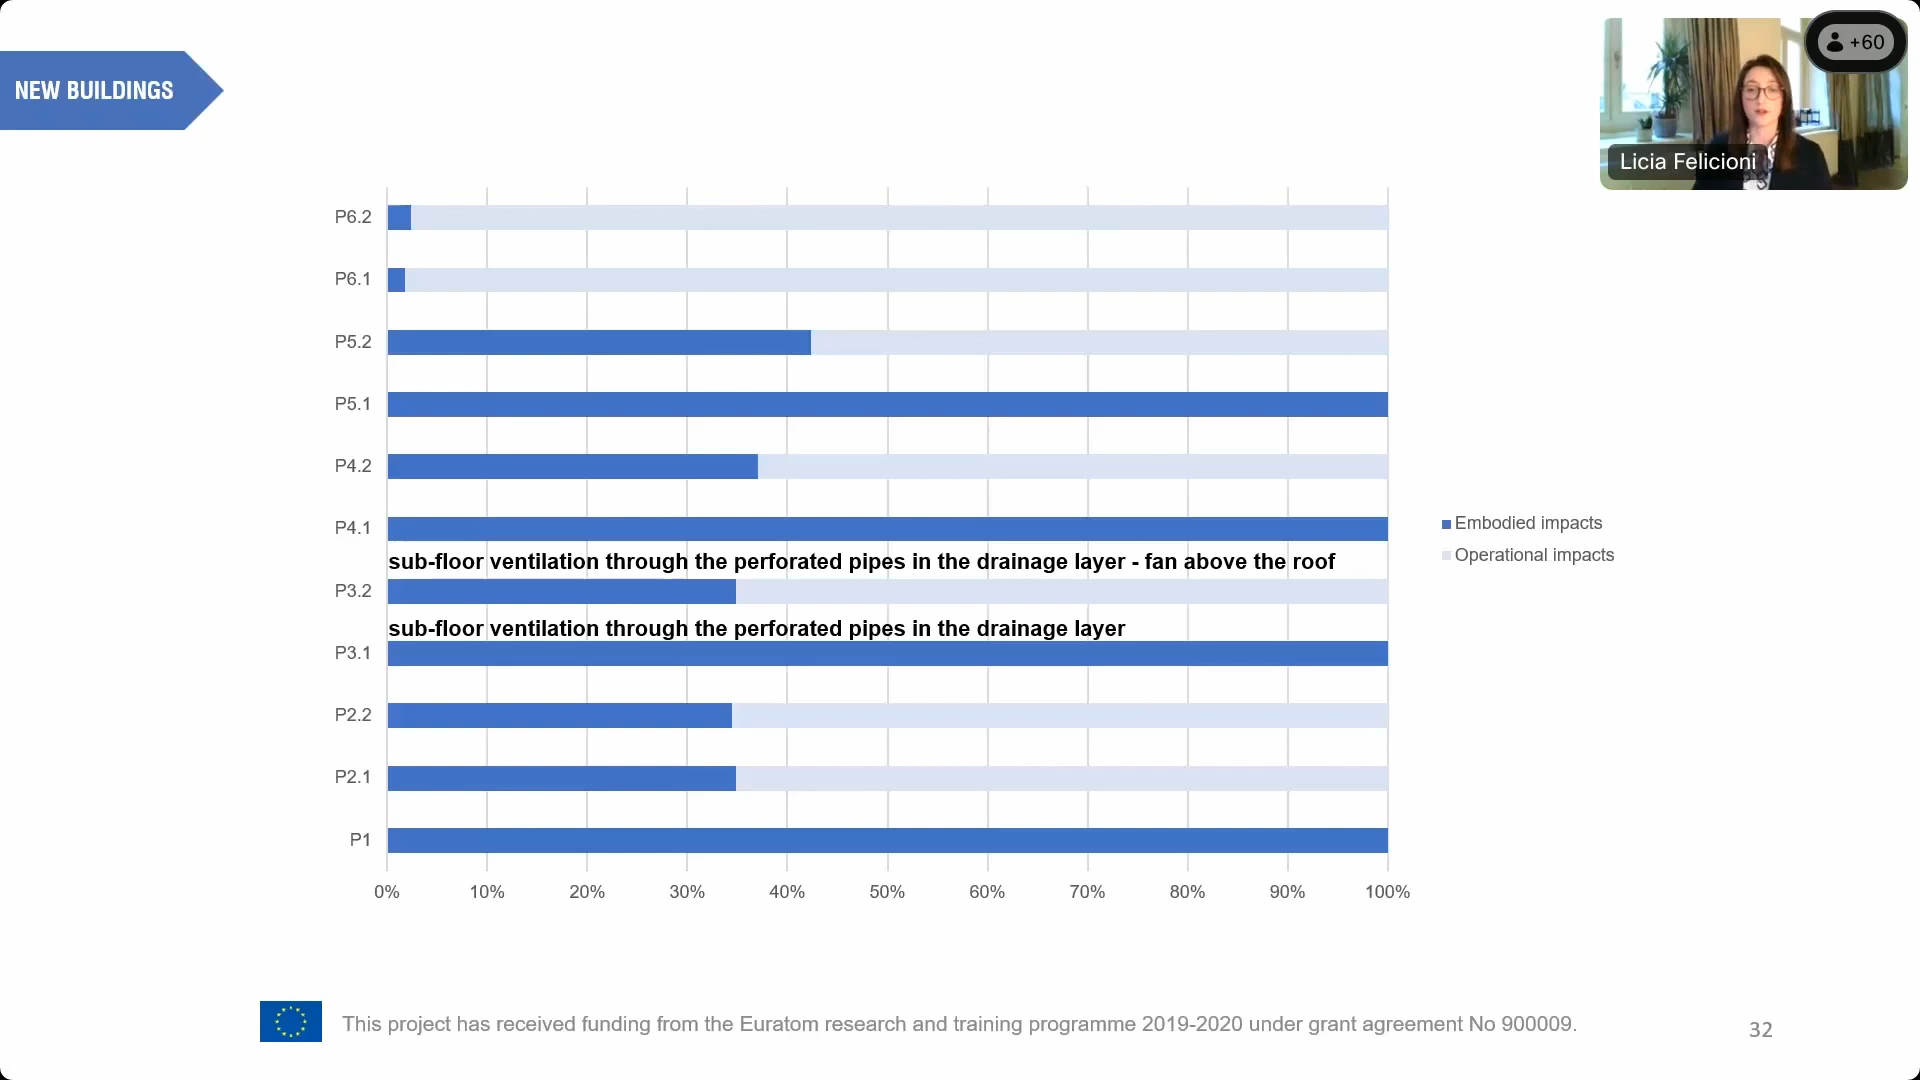 NEW BUILDINGS
+60
Licia Felicioni
P6.2
P6.1
P5.2
P5.1
P4.2
P4.1
sub-floor ventilation through the perforated pipes in the drainage layer - fan above the roof
P3.2
sub-floor ventilation through the perforated pipes in the drainage layer
P3.1
P2.2
P2.1
P1
0% 10% 20% 30% 40% 50% 60% 70% 80% 90% 100%
Embodied impacts
Operational impacts
This project has received funding from the Euratom research and training programme 2019-2020 under grant agreement No 900009.
32